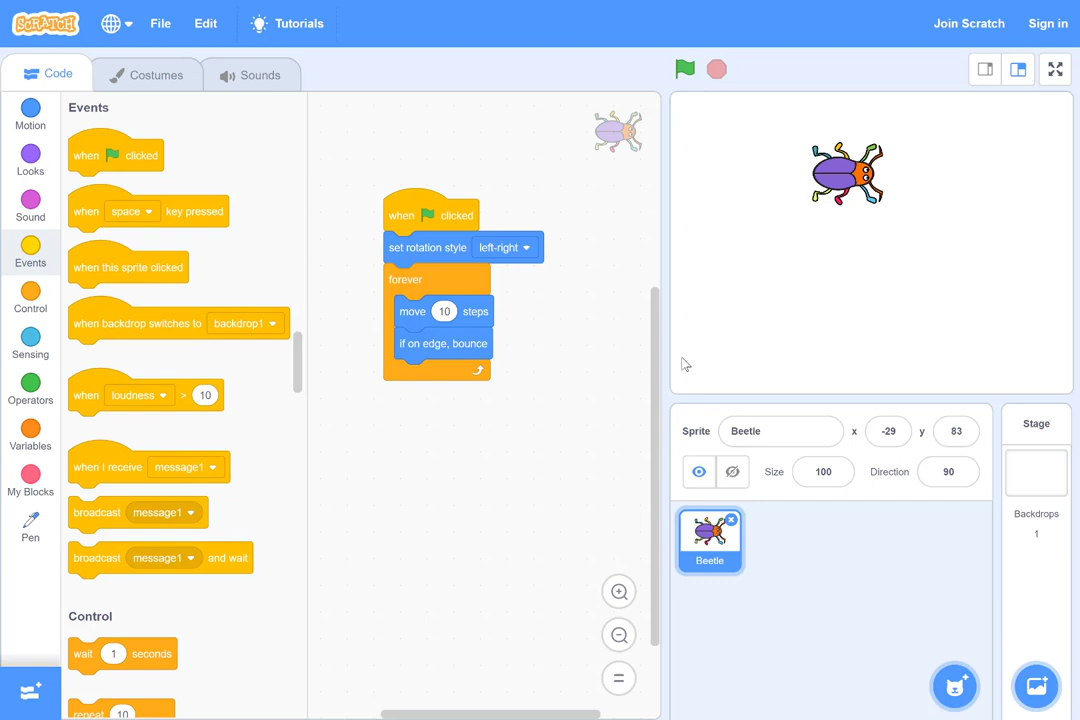 SCRATCH File Edit Tutorials Join Scratch Sign in
Code Costumes Sounds
Motion
Looks
Sound
Events
Control
Sensing
Operators
Variables
My Blocks
Pen
Events
when clicked
when space key pressed
when this sprite clicked
when backdrop switches to backdrop1
when loudness > 10
when I receive message1
broadcast message1
broadcast message1 and wait
Control
wait 1 seconds
repeat 10
when clicked
set rotation style left-right
forever
move 10 steps
if on edge, bounce
Sprite Beetle x -29 y 83
Size 100 Direction 90
Beetle
Stage
Backdrops
1